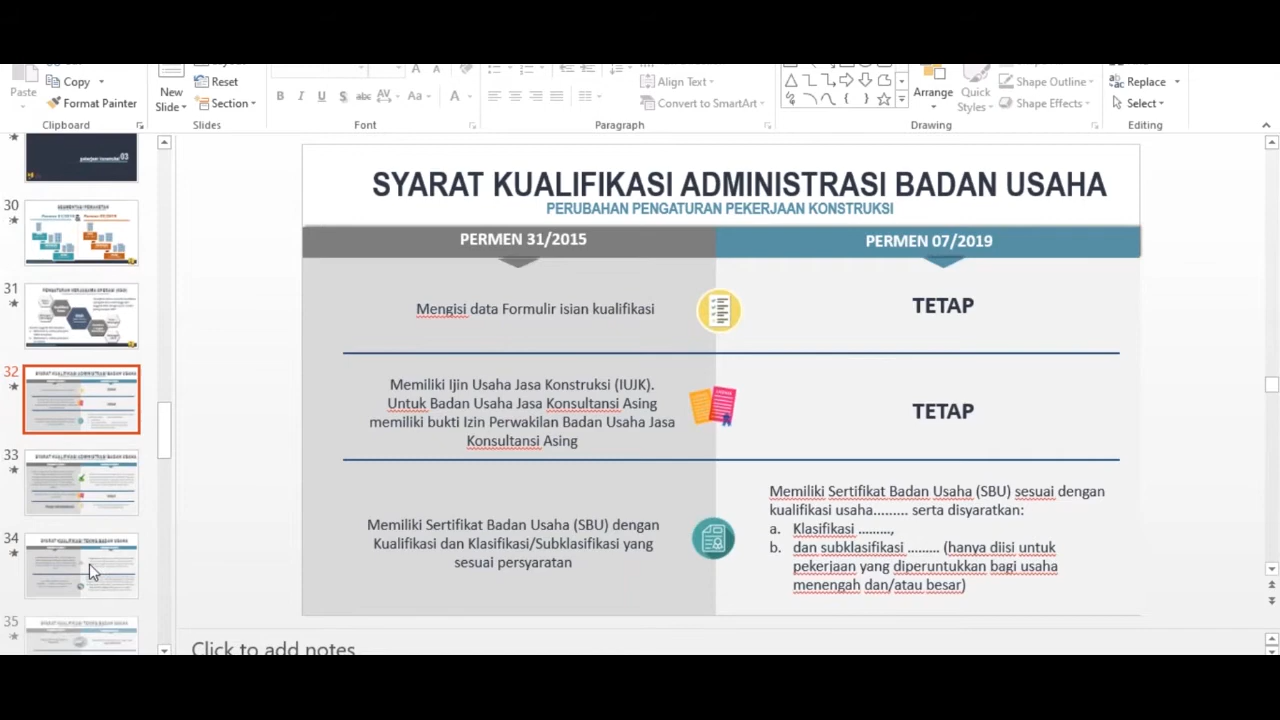 Paste
Copy
Format Painter
Clipboard
New
Slide
Reset
Section
Slides
B I U S abc AV Aa A
Font
Align Text
Convert to SmartArt
Paragraph
Arrange
Quick
Styles
Shape Outline
Shape Effects
Drawing
Replace
Select
Editing
30
31
32
33
34
35
SYARAT KUALIFIKASI ADMINISTRASI BADAN USAHA
PERUBAHAN PENGATURAN PEKERJAAN KONSTRUKSI
PERMEN 31/2015
PERMEN 07/2019
Mengisi data Formulir isian kualifikasi
TETAP
Memiliki Ijin Usaha Jasa Konstruksi (IUJK).
Untuk Badan Usaha Jasa Konsultansi Asing
memiliki bukti Izin Perwakilan Badan Usaha Jasa
Konsultansi Asing
TETAP
Memiliki Sertifikat Badan Usaha (SBU) dengan
Kualifikasi dan Klasifikasi/Subklasifikasi yang
sesuai persyaratan
Memiliki Sertifikat Badan Usaha (SBU) sesuai dengan
kualifikasi usaha......... serta disyaratkan:
a. Klasifikasi .........,
b. dan subklasifikasi ......... (hanya diisi untuk
pekerjaan yang diperuntukkan bagi usaha
menengah dan/atau besar)
Click to add notes